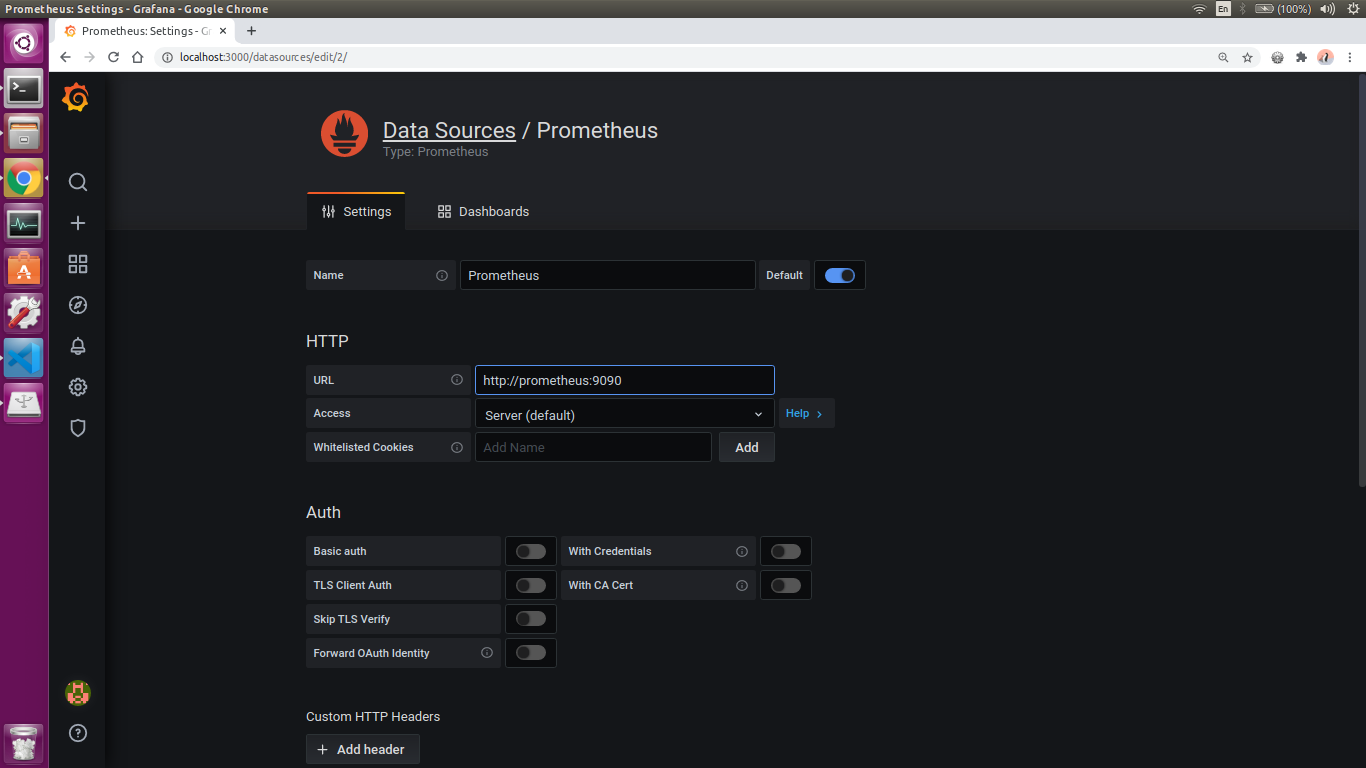 Prometheus: Settings - Grafana - Google Chrome
En
(100%)
Prometheus: Settings - Gr
localhost:3000/datasources/edit/2/
Data Sources / Prometheus
Type: Prometheus
Settings
Dashboards
Name
Prometheus
Default
HTTP
URL
http://prometheus:9090
Access
Server (default)
Help
Whitelisted Cookies
Add Name
Add
Auth
Basic auth
With Credentials
TLS Client Auth
With CA Cert
Skip TLS Verify
Forward OAuth Identity
Custom HTTP Headers
Add header